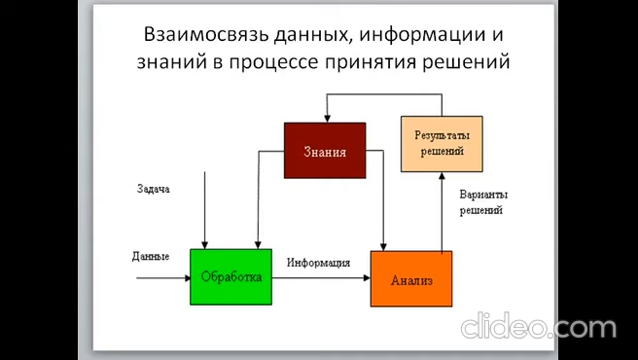 Взаимосвязь данных, информации и
знаний в процессе принятия решений
Знания
Результаты
решений
Задача
Варианты
решений
Данные
Обработка
Информация
Анализ
clideo.com